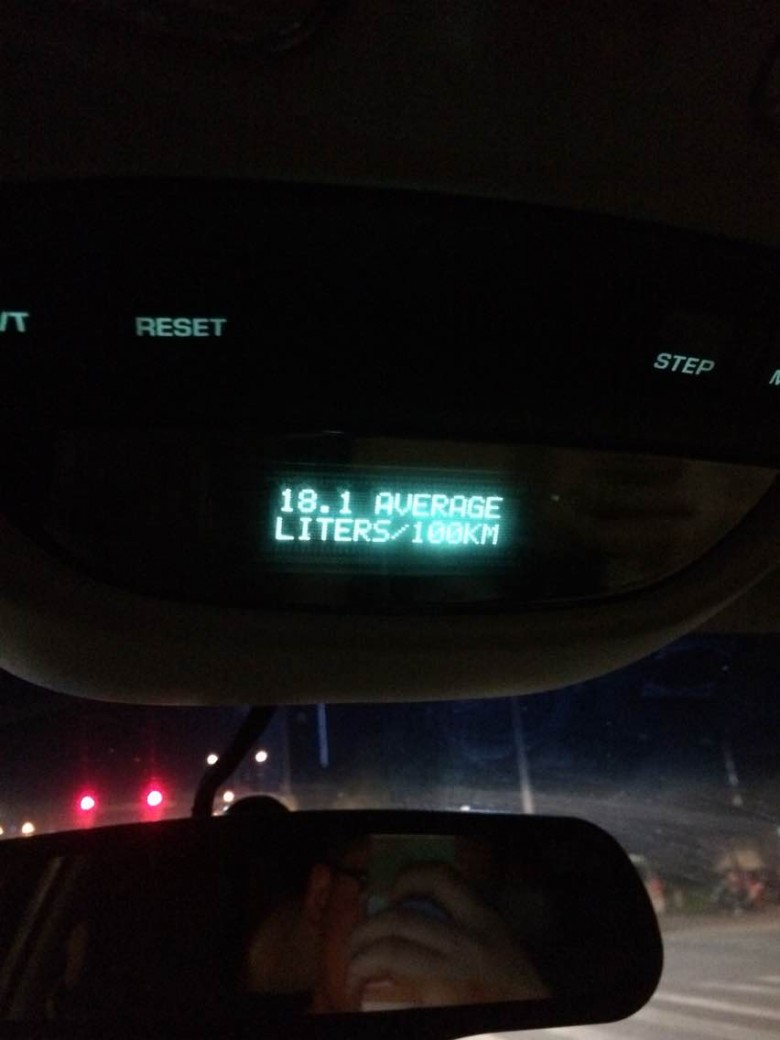 RESET
STEP
18.1 AVERAGE
LITERS/100KM